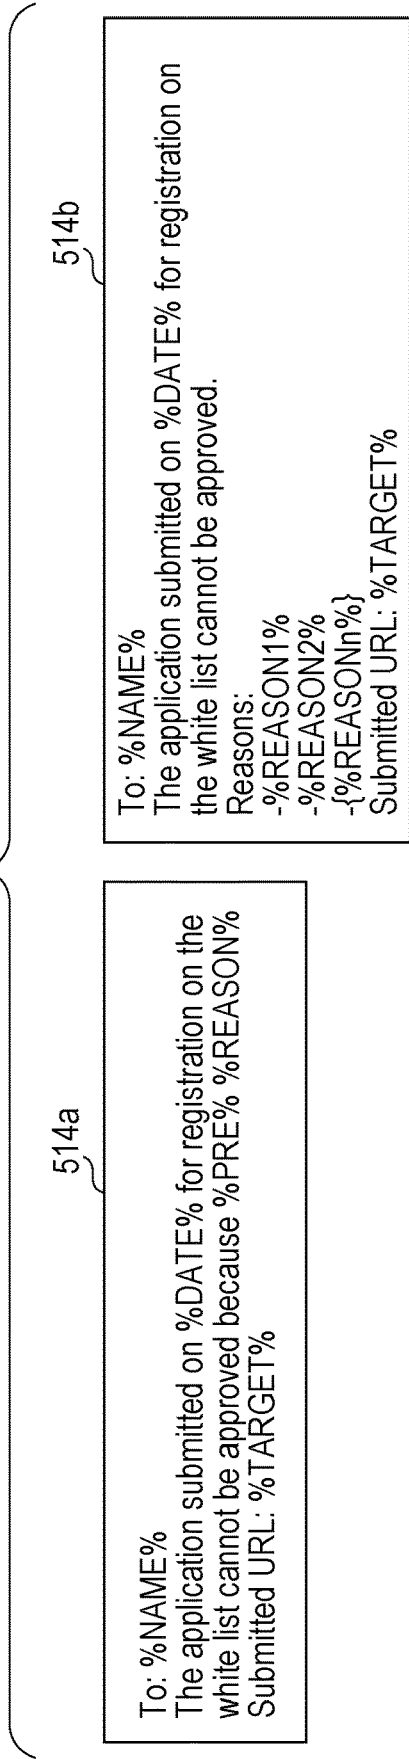 514a
To: %NAME%
The application submitted on %DATE% for registration on the
white list cannot be approved because %PRE% %REASON%
Submitted URL: %TARGET%
514b
To: %NAME%
The application submitted on %DATE% for registration on
the white list cannot be approved.
Reasons:
-%REASON1%
-%REASON2%
-{%REASONn%}
Submitted URL: %TARGET%